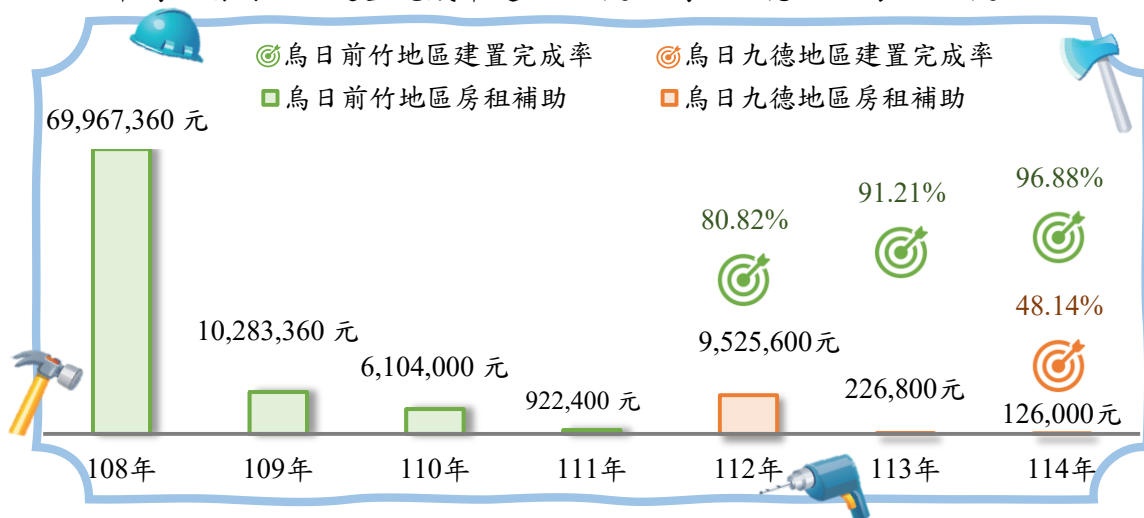 烏日前竹地區建置完成率 烏日九德地區建置完成率
烏日前竹地區房租補助 烏日九德地區房租補助
69,967,360 元
96.88%
91.21%
80.82%
48.14%
10,283,360 元
9,525,600元
6,104,000 元
922,400 元
226,800元
126,000元
108年 109年 110年 111年 112年 113年 114年